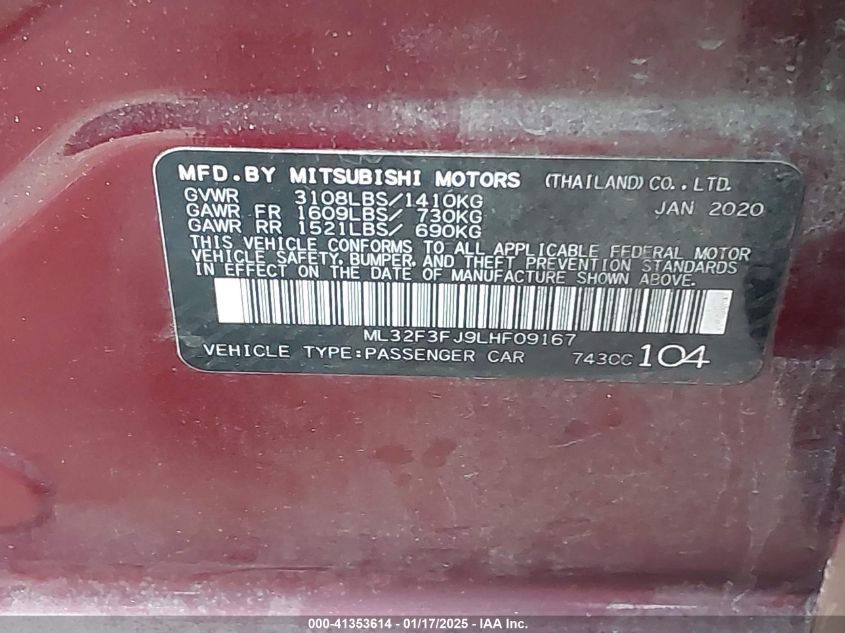 MFD. BY MITSUBISHI MOTORS (THAILAND) CO., LTD.
GVWR 3108LBS/1410KG JAN 2020
GAWR FR 1609LBS/ 730KG
GAWR RR 1521LBS/ 690KG
THIS VEHICLE CONFORMS TO ALL APPLICABLE FEDERAL MOTOR
VEHICLE SAFETY, BUMPER, AND THEFT PREVENTION STANDARDS
IN EFFECT ON THE DATE OF MANUFACTURE SHOWN ABOVE.
ML32F3FJ9LHF09167
VEHICLE TYPE:PASSENGER CAR 743CC 104
000-41353614 - 01/17/2025 - IAA Inc.